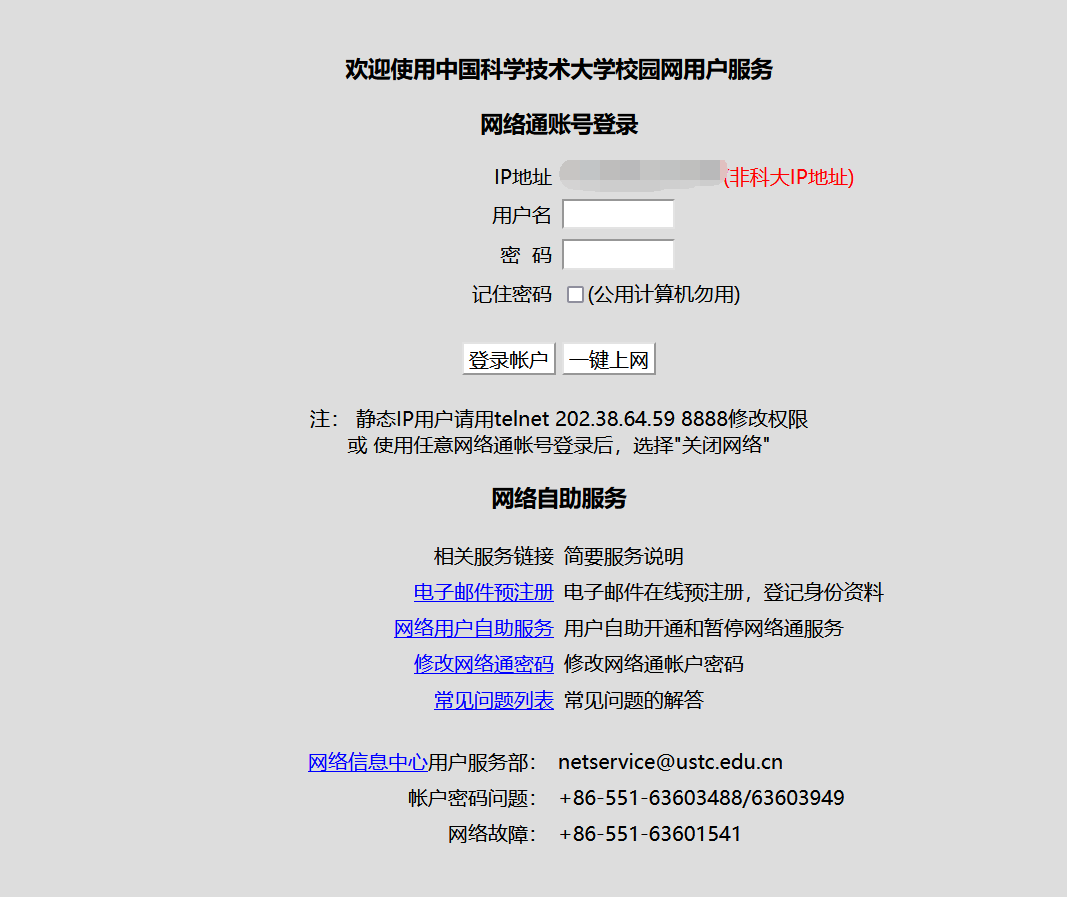 欢迎使用中国科学技术大学校园网用户服务
网络通账号登录
IP地址 (非科大IP地址)
用户名
密 码
记住密码 (公用计算机勿用)
登录帐户 一键上网
注： 静态IP用户请用telnet 202.38.64.59 8888修改权限
或 使用任意网络通帐号登录后，选择"关闭网络"
网络自助服务
相关服务链接 简要服务说明
电子邮件预注册 电子邮件在线预注册，登记身份资料
网络用户自助服务 用户自助开通和暂停网络通服务
修改网络通密码 修改网络通帐户密码
常见问题列表 常见问题的解答
网络信息中心用户服务部： netservice@ustc.edu.cn
帐户密码问题： +86-551-63603488/63603949
网络故障： +86-551-63601541